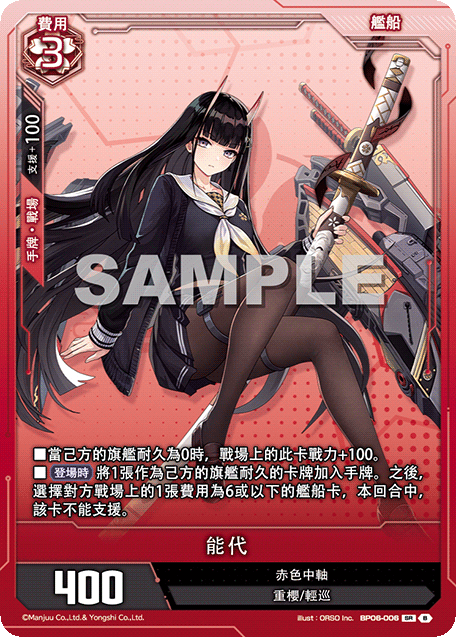 費用
艦船
3
支援+100
手牌・戰場
SAMPLE
■當己方的旗艦耐久為0時，戰場上的此卡戰力+100。
■ 登場時 將1張作為己方的旗艦耐久的卡牌加入手牌。之後，
選擇對方戰場上的1張費用為6或以下的艦船卡，本回合中，
該卡不能支援。
能代
400
赤色中軸
重櫻/輕巡
©Manjuu Co.,Ltd. & Yongshi Co.,Ltd.
illust : ORSO Inc. BP06-006 SR B